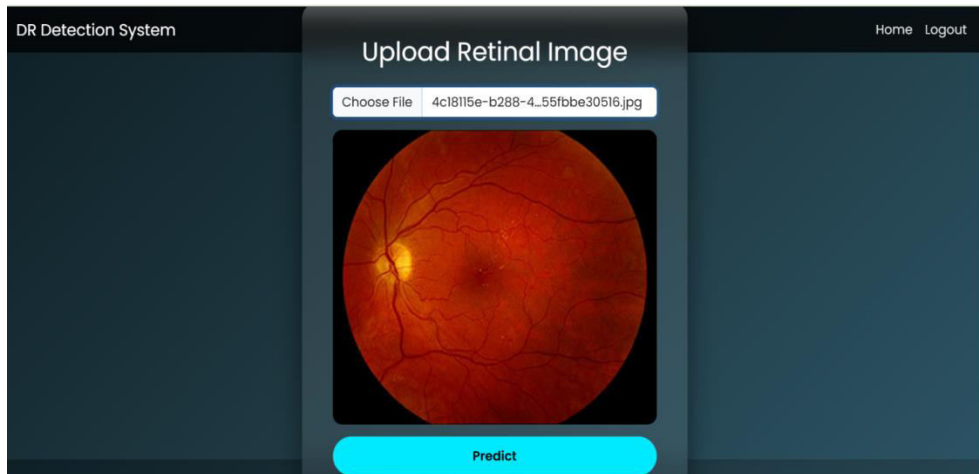 DR Detection System
Home Logout
Upload Retinal Image
Choose File 4c18115e-b288-4...55fbbe30516.jpg
Predict